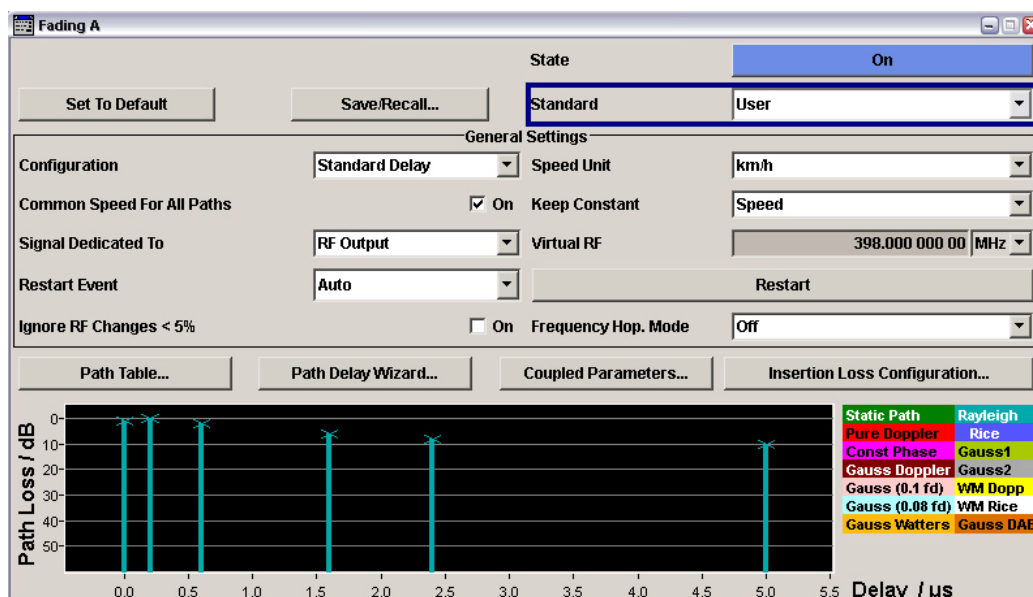 Fading A
State On
Set To Default Save/Recall... Standard User
General Settings
Configuration Standard Delay Speed Unit km/h
Common Speed For All Paths On Keep Constant Speed
Signal Dedicated To RF Output Virtual RF 398.000 000 00 MHz
Restart Event Auto Restart
Ignore RF Changes < 5% On Frequency Hop. Mode Off
Path Table... Path Delay Wizard... Coupled Parameters... Insertion Loss Configuration...
Path Loss / dB
0
10
20
30
40
50
Static Path Rayleigh
Pure Doppler Rice
Const Phase Gauss1
Gauss Doppler Gauss2
Gauss (0.1 fd) WM Dopp
Gauss (0.08 fd) WM Rice
Gauss Watters Gauss DAB
0.0 0.5 1.0 1.5 2.0 2.5 3.0 3.5 4.0 4.5 5.0 5.5 Delay / µs